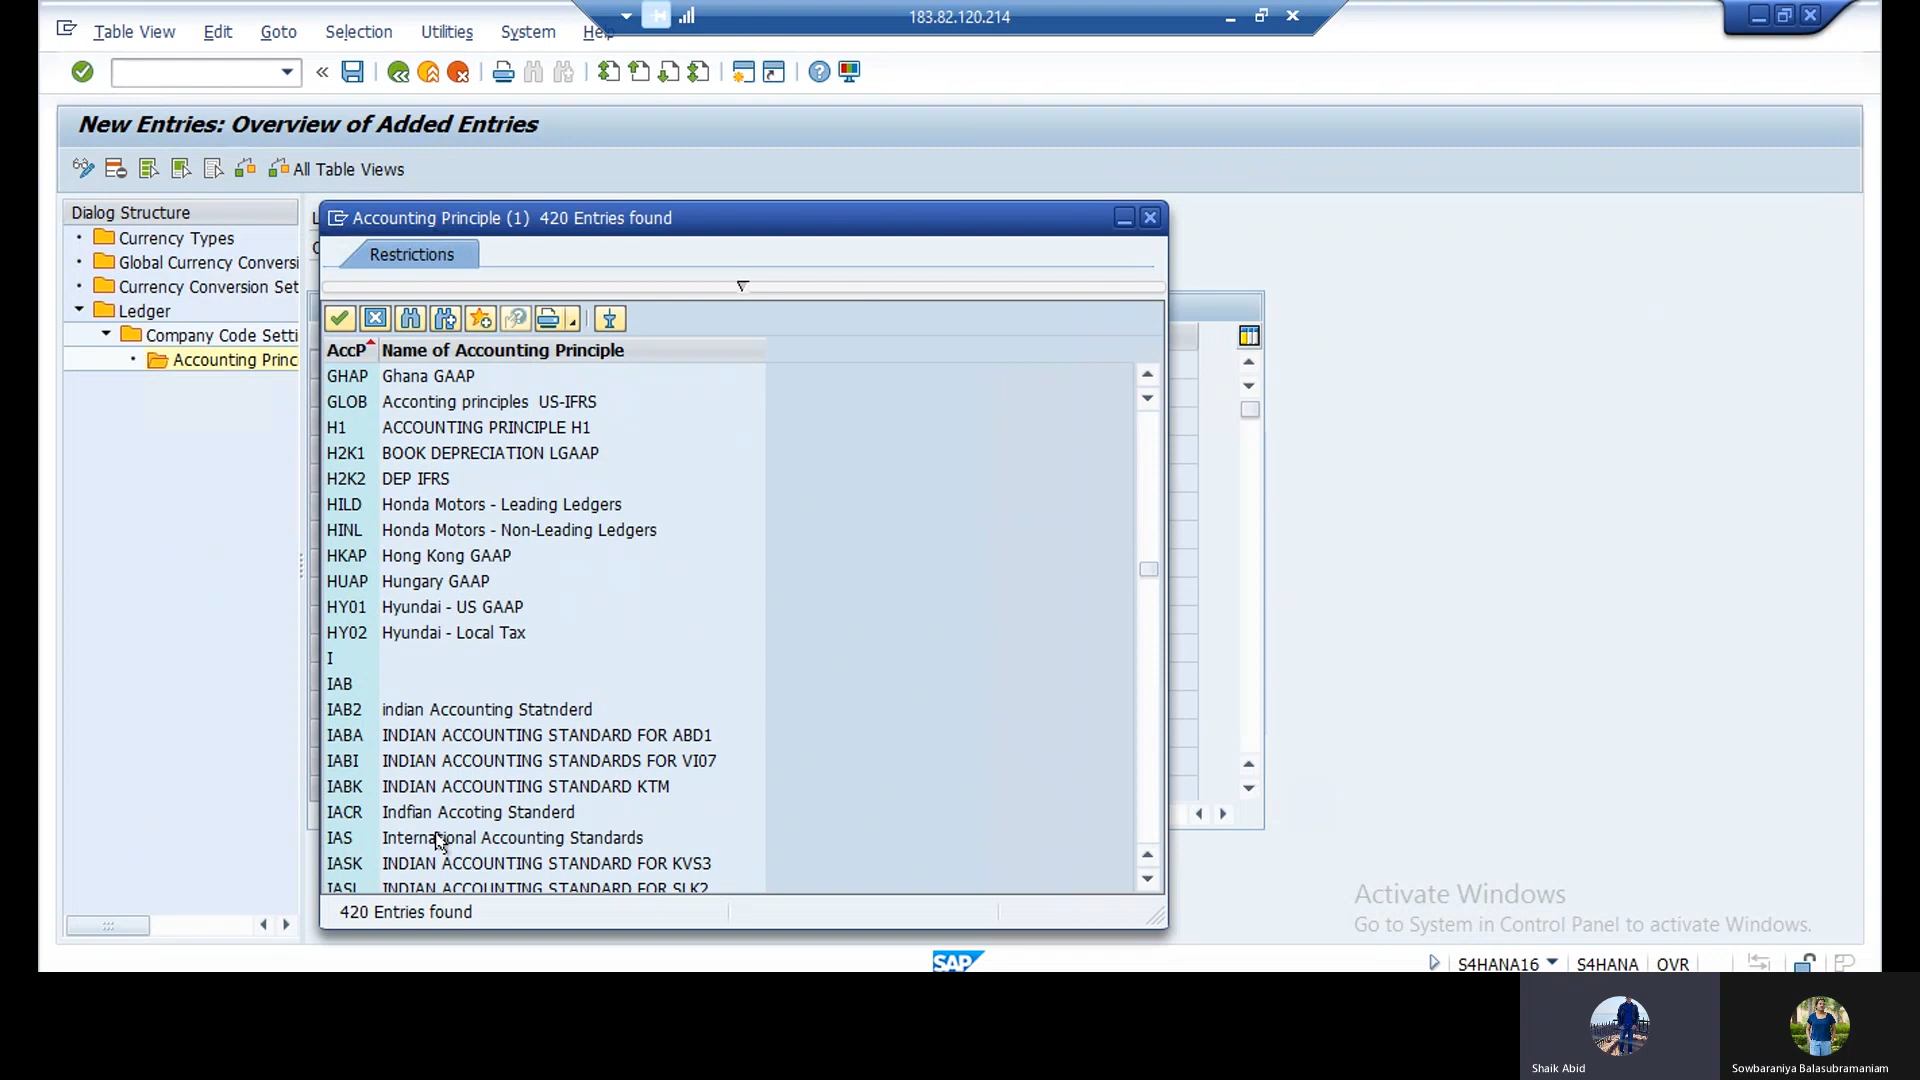 183.82.120.214
Table View Edit Goto Selection Utilities System Help
New Entries: Overview of Added Entries
All Table Views
Dialog Structure
Currency Types
Global Currency Conversi
Currency Conversion Set
Ledger
Company Code Setti
Accounting Princ
Accounting Principle (1) 420 Entries found
Restrictions
AccP Name of Accounting Principle
GHAP Ghana GAAP
GLOB Acconting principles US-IFRS
H1 ACCOUNTING PRINCIPLE H1
H2K1 BOOK DEPRECIATION LGAAP
H2K2 DEP IFRS
HILD Honda Motors - Leading Ledgers
HINL Honda Motors - Non-Leading Ledgers
HKAP Hong Kong GAAP
HUAP Hungary GAAP
HY01 Hyundai - US GAAP
HY02 Hyundai - Local Tax
I
IAB
IAB2 indian Accounting Statnderd
IABA INDIAN ACCOUNTING STANDARD FOR ABD1
IABI INDIAN ACCOUNTING STANDARDS FOR VI07
IABK INDIAN ACCOUNTING STANDARD KTM
IACR Indfian Accoting Standerd
IAS International Accounting Standards
IASK INDIAN ACCOUNTING STANDARD FOR KVS3
IASL INDIAN ACCOUNTING STANDARD FOR SLK2
420 Entries found
Activate Windows
Go to System in Control Panel to activate Windows.
SAP
S4HANA16 S4HANA OVR
Shaik Abid
Sowbaraniya Balasubramaniam